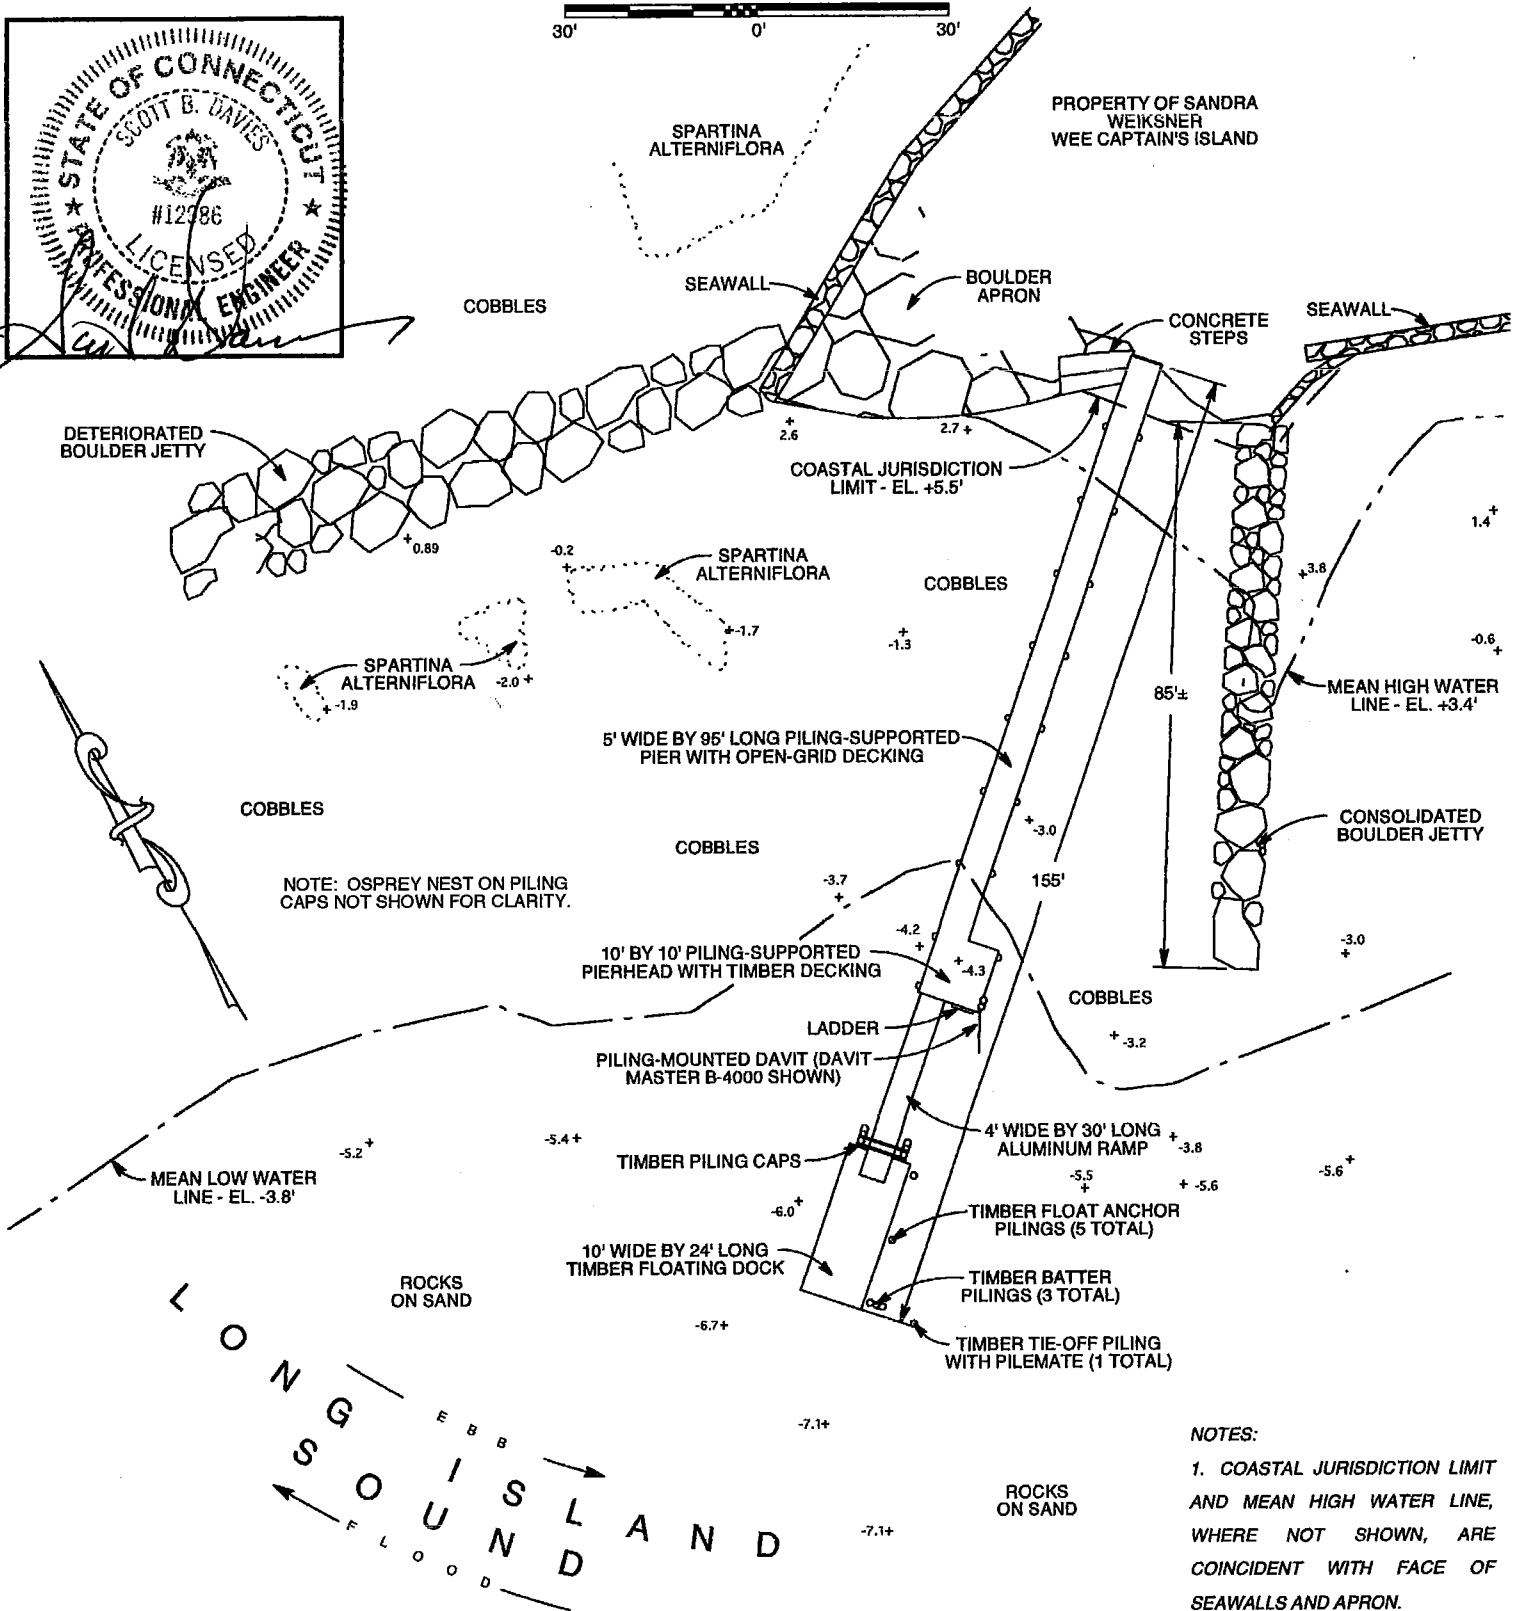 30'
0'
30'
STATE OF CONNECTICUT
SCOTT B. DAVIES
LICENSED
PROFESSIONAL ENGINEER
SPARTINA
ALTERNIFLORA
PROPERTY OF SANDRA
WEIKSNER
WEE CAPTAIN'S ISLAND
COBBLES
SEAWALL
BOULDER
APRON
CONCRETE
STEPS
SEAWALL
DETERIORATED
BOULDER JETTY
2.6
2.7
COASTAL JURISDICTION
LIMIT - EL. +5.5'
0.89
-0.2
SPARTINA
ALTERNIFLORA
COBBLES
1.4
3.8
-1.7
-1.3
-0.6
SPARTINA
ALTERNIFLORA
-2.0
-1.9
85'±
MEAN HIGH WATER
LINE - EL. +3.4'
5' WIDE BY 95' LONG PILING-SUPPORTED
PIER WITH OPEN-GRID DECKING
COBBLES
COBBLES
-3.0
CONSOLIDATED
BOULDER JETTY
NOTE: OSPREY NEST ON PILING
CAPS NOT SHOWN FOR CLARITY.
-3.7
155'
-4.2
10' BY 10' PILING-SUPPORTED
PIERHEAD WITH TIMBER DECKING
-4.3
-3.0
COBBLES
LADDER
-3.2
PILING-MOUNTED DAVIT (DAVIT
MASTER B-4000 SHOWN)
4' WIDE BY 30' LONG
ALUMINUM RAMP
-3.8
-5.2
-5.4
TIMBER PILING CAPS
MEAN LOW WATER
LINE - EL. -3.8'
-5.5
-5.6
-5.6
-6.0
TIMBER FLOAT ANCHOR
PILINGS (5 TOTAL)
10' WIDE BY 24' LONG
TIMBER FLOATING DOCK
TIMBER BATTER
PILINGS (3 TOTAL)
ROCKS
ON SAND
-6.7
TIMBER TIE-OFF PILING
WITH PILEMATE (1 TOTAL)
LONG ISLAND
SOUND
EBB
FLOOD
-7.1
-7.1
ROCKS
ON SAND
NOTES:
1. COASTAL JURISDICTION LIMIT
AND MEAN HIGH WATER LINE,
WHERE NOT SHOWN, ARE
COINCIDENT WITH FACE OF
SEAWALLS AND APRON.